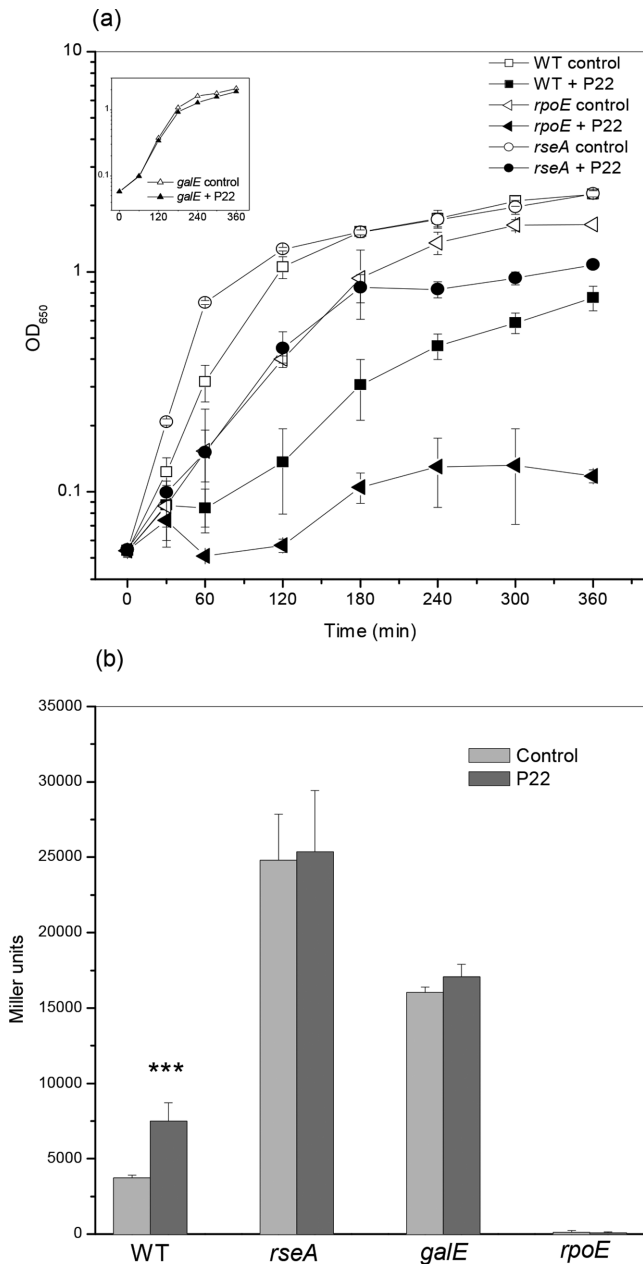 (a)
10
1
0.1
OD650
0 60 120 180 240 300 360
Time (min)
WT control
WT + P22
rpoE control
rpoE + P22
rseA control
rseA + P22
1
0.1
0 120 240 360
galE control
galE + P22
(b)
35000
30000
25000
20000
15000
10000
5000
0
Miller units
Control
P22
***
WT rseA galE rpoE